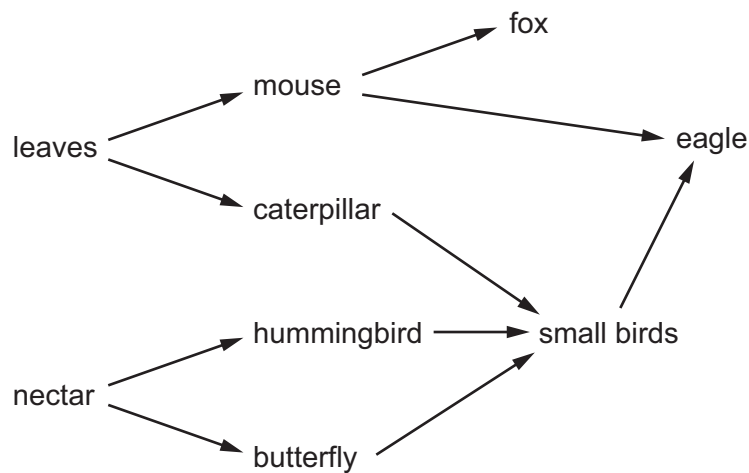 fox
mouse
eagle
leaves
caterpillar
hummingbird
small birds
nectar
butterfly